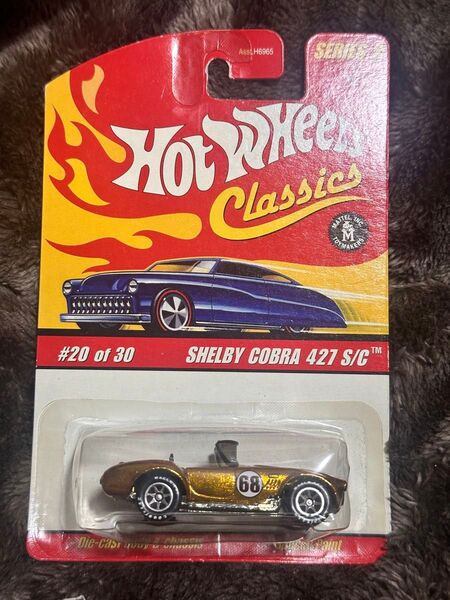 Asst. H6965
SERIES
Hot Wheels
Classics
MATTEL, INC.
M
TOYMAKERS
#20 of 30
SHELBY COBRA 427 S/C™
68
Die-cast Body & Chassis
Paint